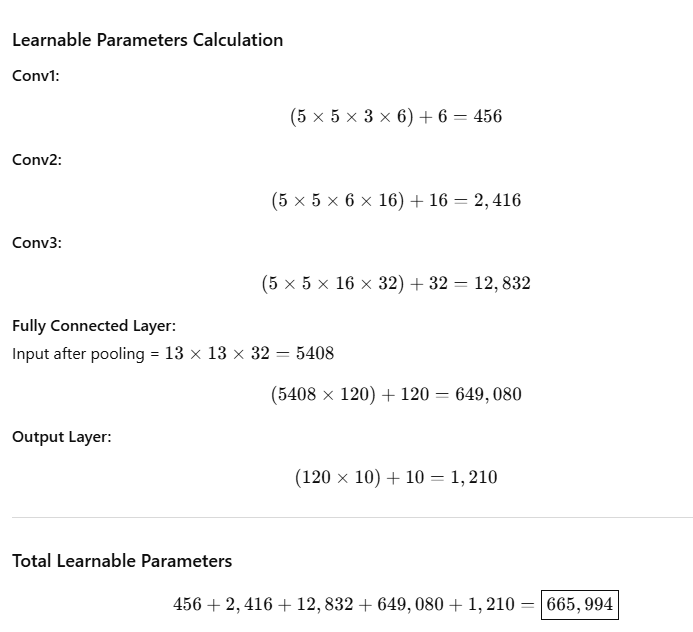 Learnable Parameters Calculation
Conv1:
(5 × 5 × 3 × 6) + 6 = 456
Conv2:
(5 × 5 × 6 × 16) + 16 = 2,416
Conv3:
(5 × 5 × 16 × 32) + 32 = 12,832
Fully Connected Layer:
Input after pooling = 13 × 13 × 32 = 5408
(5408 × 120) + 120 = 649,080
Output Layer:
(120 × 10) + 10 = 1,210
Total Learnable Parameters
456 + 2,416 + 12,832 + 649,080 + 1,210 = 665,994